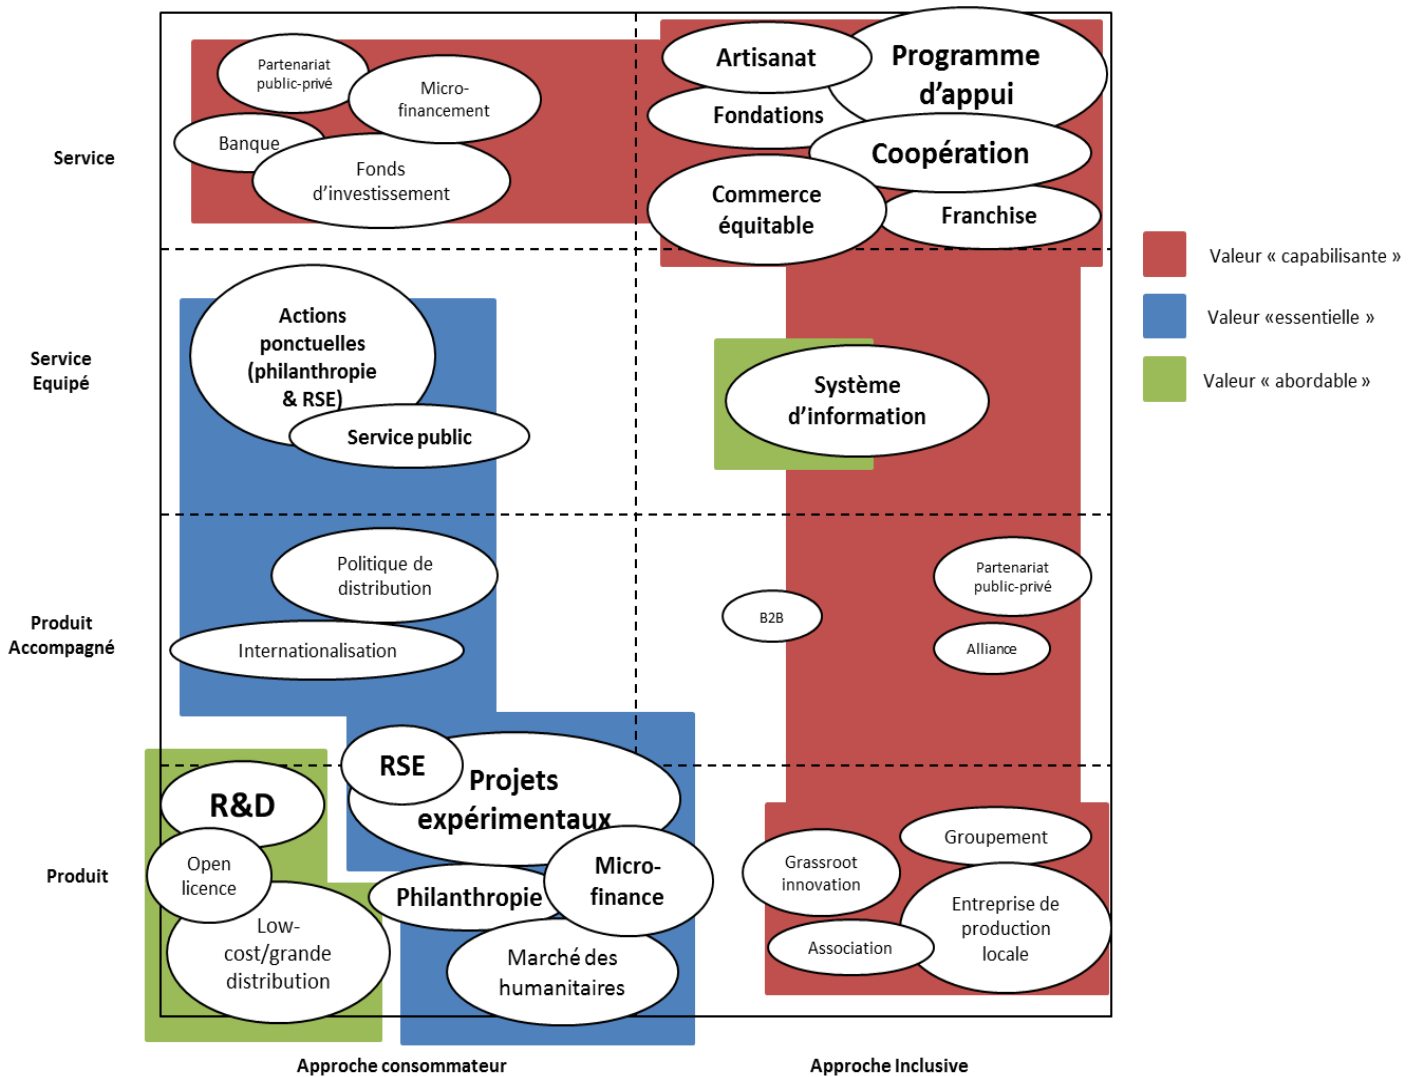 Service
Partenariat
public-privé
Micro-
financement
Banque
Fonds
d’investissement
Artisanat
Programme
d’appui
Fondations
Coopération
Commerce
équitable
Franchise
Valeur « capabilisante »
Valeur «essentielle »
Valeur « abordable »
Service
Equipé
Actions
ponctuelles
(philanthropie
& RSE)
Service public
Système
d’information
Produit
Accompagné
Politique de
distribution
Internationalisation
B2B
Partenariat
public-privé
Alliance
Produit
RSE
Projets
expérimentaux
R&D
Open
licence
Low-
cost/grande
distribution
Philanthropie
Micro-
finance
Marché des
humanitaires
Grassroot
innovation
Groupement
Entreprise de
production
locale
Association
Approche consommateur
Approche Inclusive